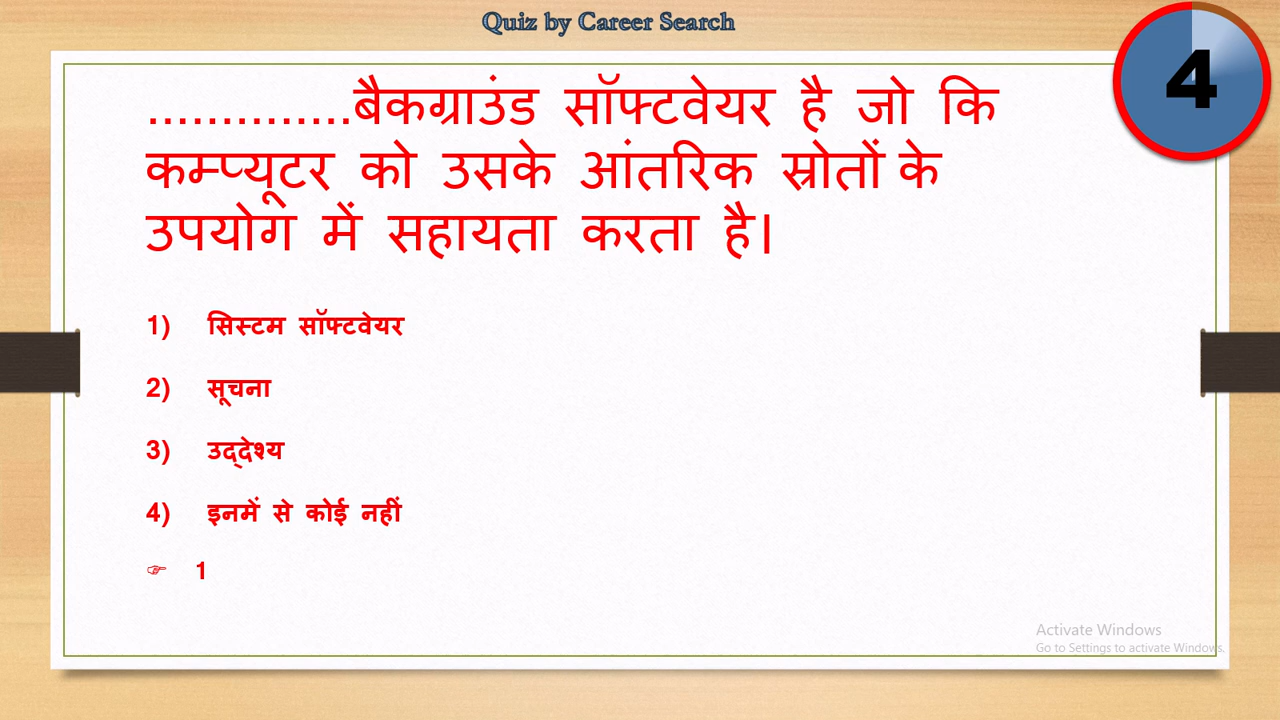 Quiz by Career Search
4
..............बैकग्राउंड सॉफ्टवेयर है जो कि
कम्प्यूटर को उसके आंतरिक स्रोतों के
उपयोग में सहायता करता है।
1) सिस्टम सॉफ्टवेयर
2) सूचना
3) उद्देश्य
4) इनमें से कोई नहीं
☞ 1
Activate Windows
Go to Settings to activate Windows.